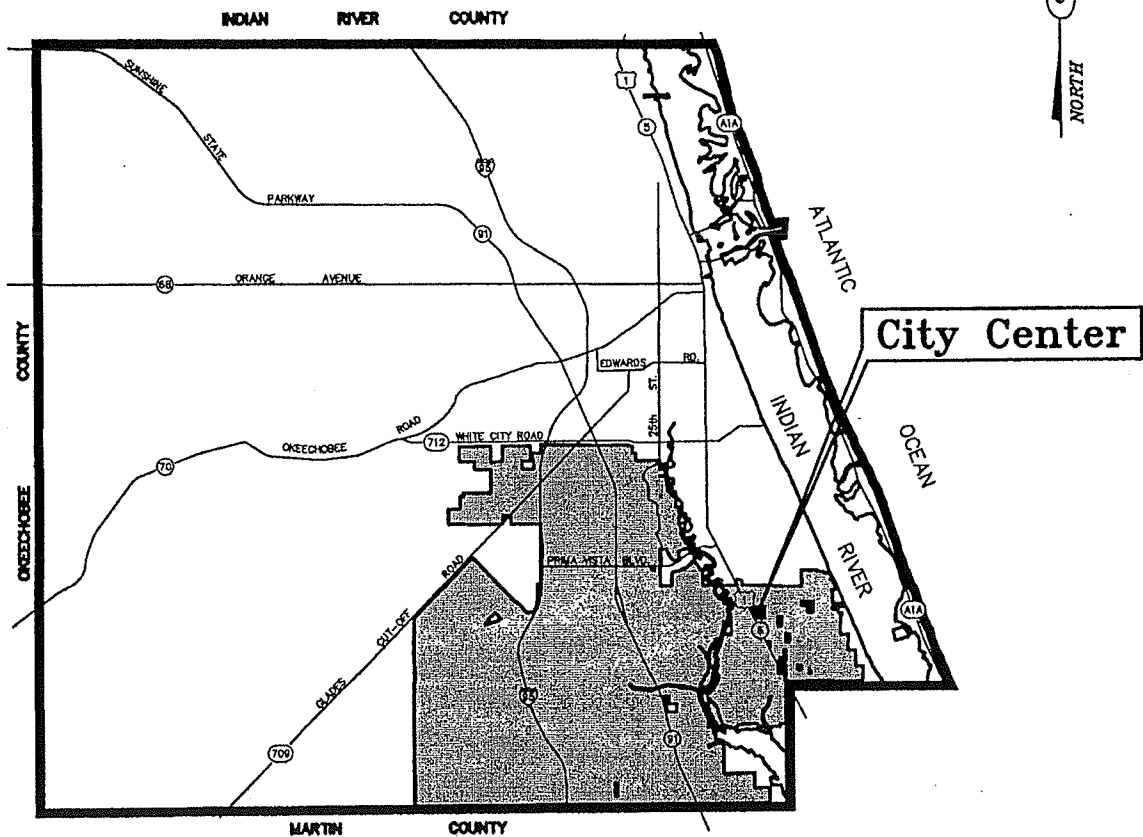 INDIAN RIVER COUNTY
NORTH
SUNSHINE STATE PARKWAY
1
5
A1A
95
91
ATLANTIC OCEAN
68 ORANGE AVENUE
City Center
OKEECHOBEE COUNTY
EDWARDS RD.
25th ST.
INDIAN RIVER
70
OKEECHOBEE ROAD
712 WHITE CITY ROAD
PRIMA VISTA BLVD.
GLADES CUT-OFF ROAD
A1A
95
91
709
MARTIN COUNTY